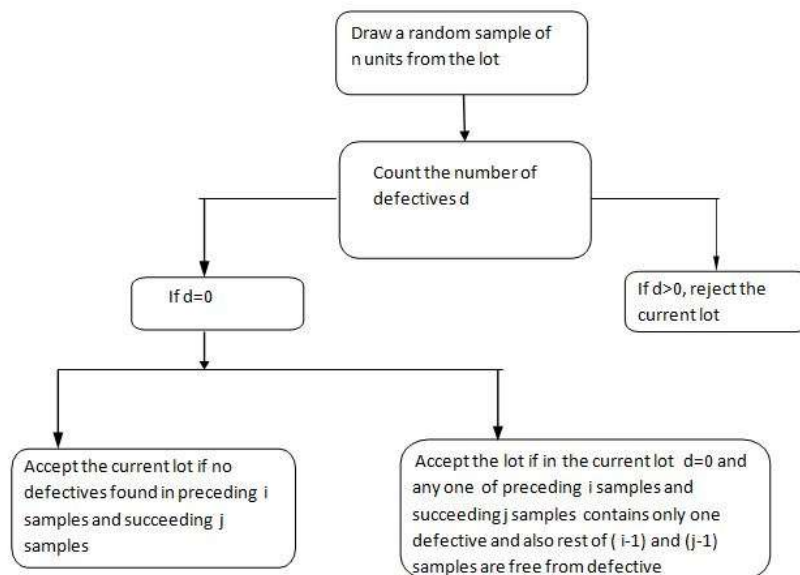 Draw a random sample of
n units from the lot
Count the number of
defectives d
If d=0
If d>0, reject the
current lot
Accept the current lot if no
defectives found in preceding i
samples and succeeding j
samples
Accept the lot if in the current lot d=0 and
any one of preceding i samples and
succeeding j samples contains only one
defective and also rest of ( i-1) and (j-1)
samples are free from defective